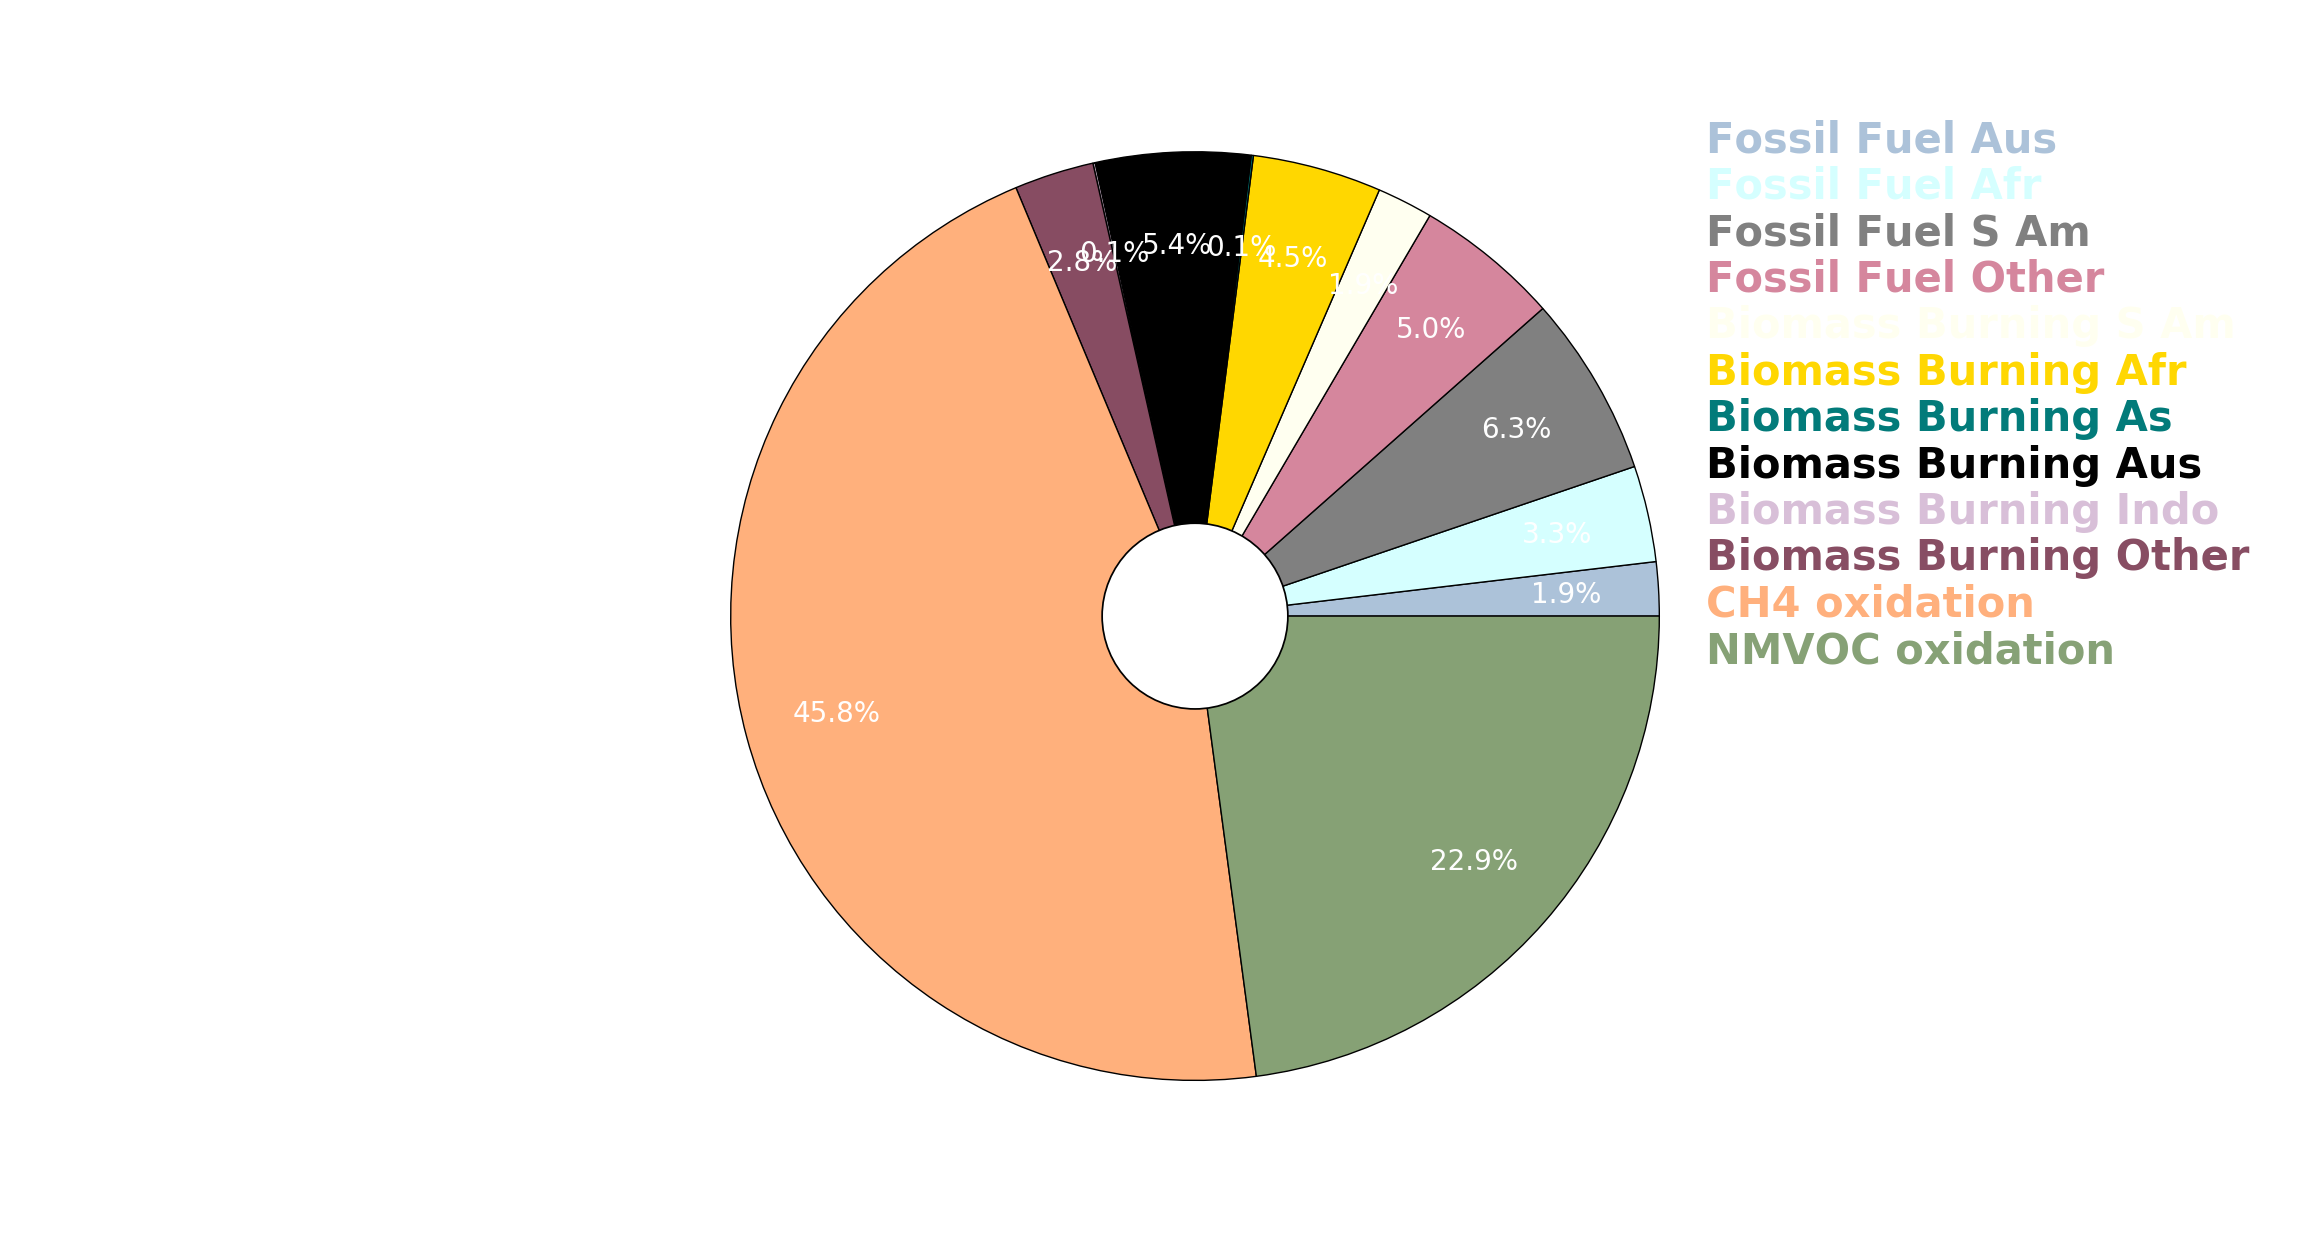 Fossil Fuel Aus
Fossil Fuel Afr
Fossil Fuel S Am
Fossil Fuel Other
Biomass Burning S Am
Biomass Burning Afr
Biomass Burning As
Biomass Burning Aus
Biomass Burning Indo
Biomass Burning Other
CH4 oxidation
NMVOC oxidation
1.9%
3.3%
6.3%
5.0%
4.5%
0.1%
5.4%
0.1%
2.8%
45.8%
22.9%